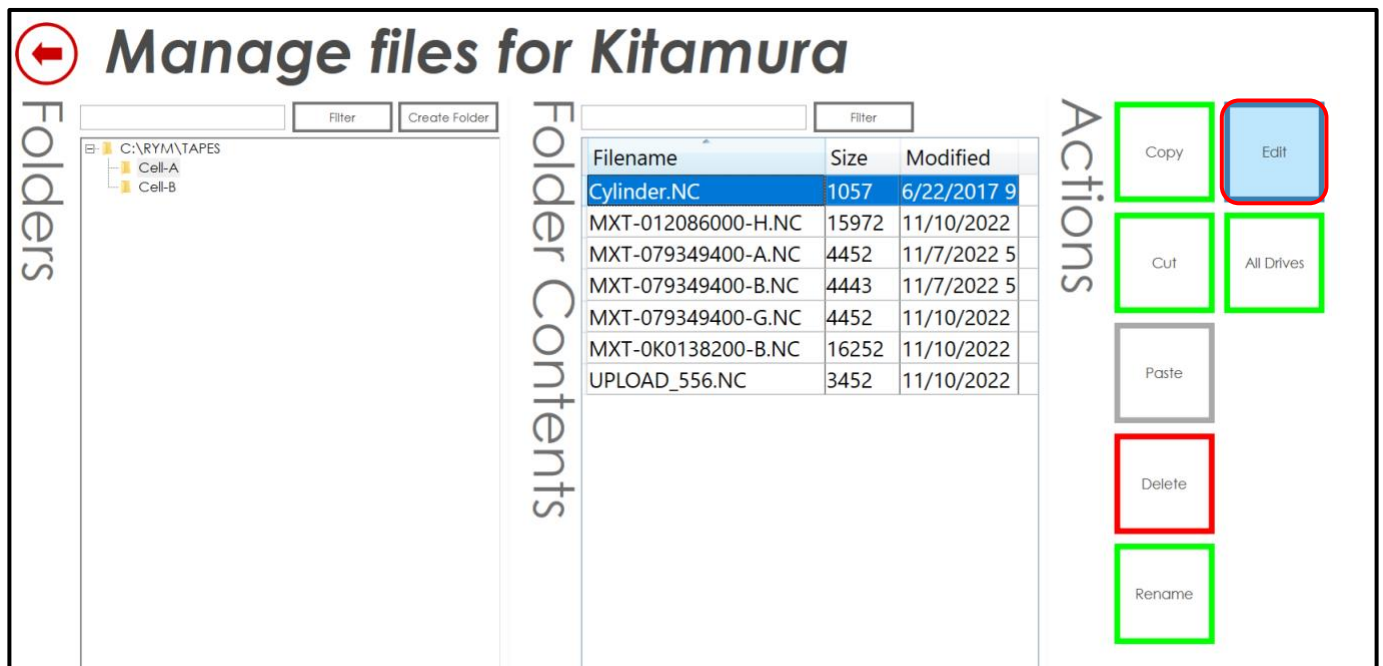 Manage files for Kitamura
Folders
Filter
Create Folder
C:\RYM\TAPES
Cell-A
Cell-B
Folder Contents
Filter
Filename Size Modified
Cylinder.NC 1057 6/22/2017 9
MXT-012086000-H.NC 15972 11/10/2022
MXT-079349400-A.NC 4452 11/7/2022 5
MXT-079349400-B.NC 4443 11/7/2022 5
MXT-079349400-G.NC 4452 11/10/2022
MXT-0K0138200-B.NC 16252 11/10/2022
UPLOAD_556.NC 3452 11/10/2022
Actions
Copy
Edit
Cut
All Drives
Paste
Delete
Rename